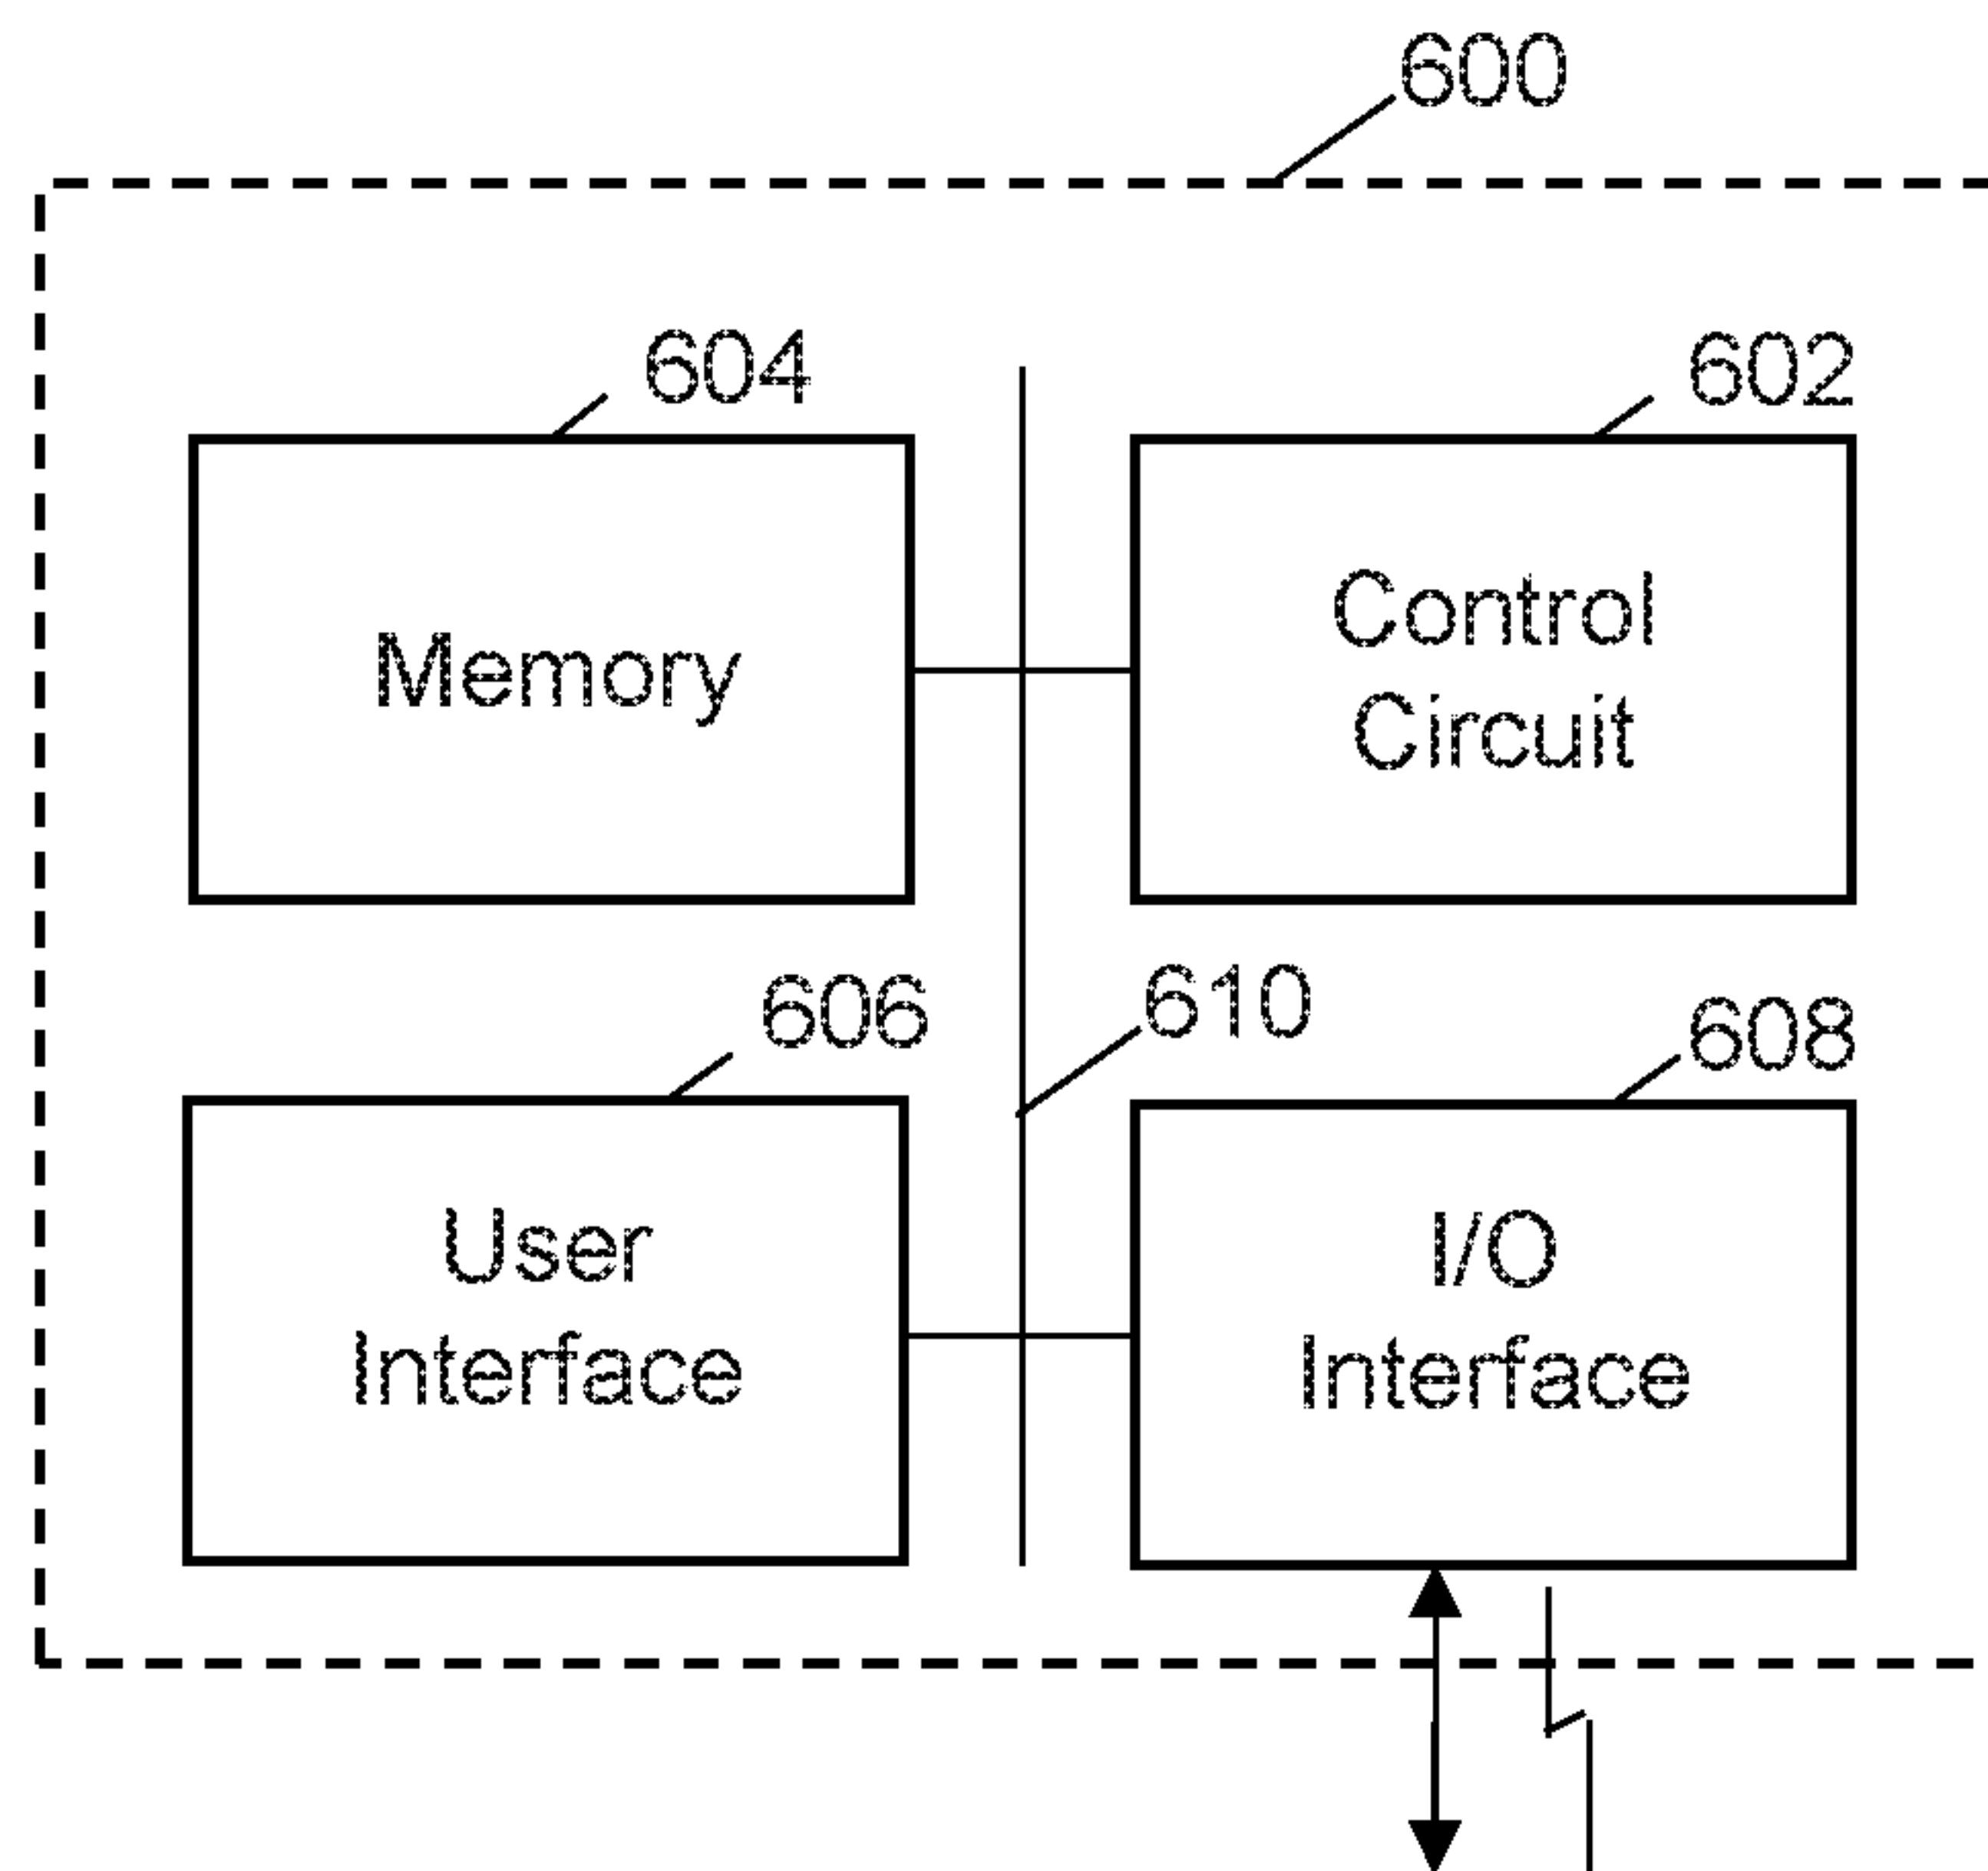 600
604
602
Memory
Control
Circuit
606
610
608
User
Interface
I/O
Interface